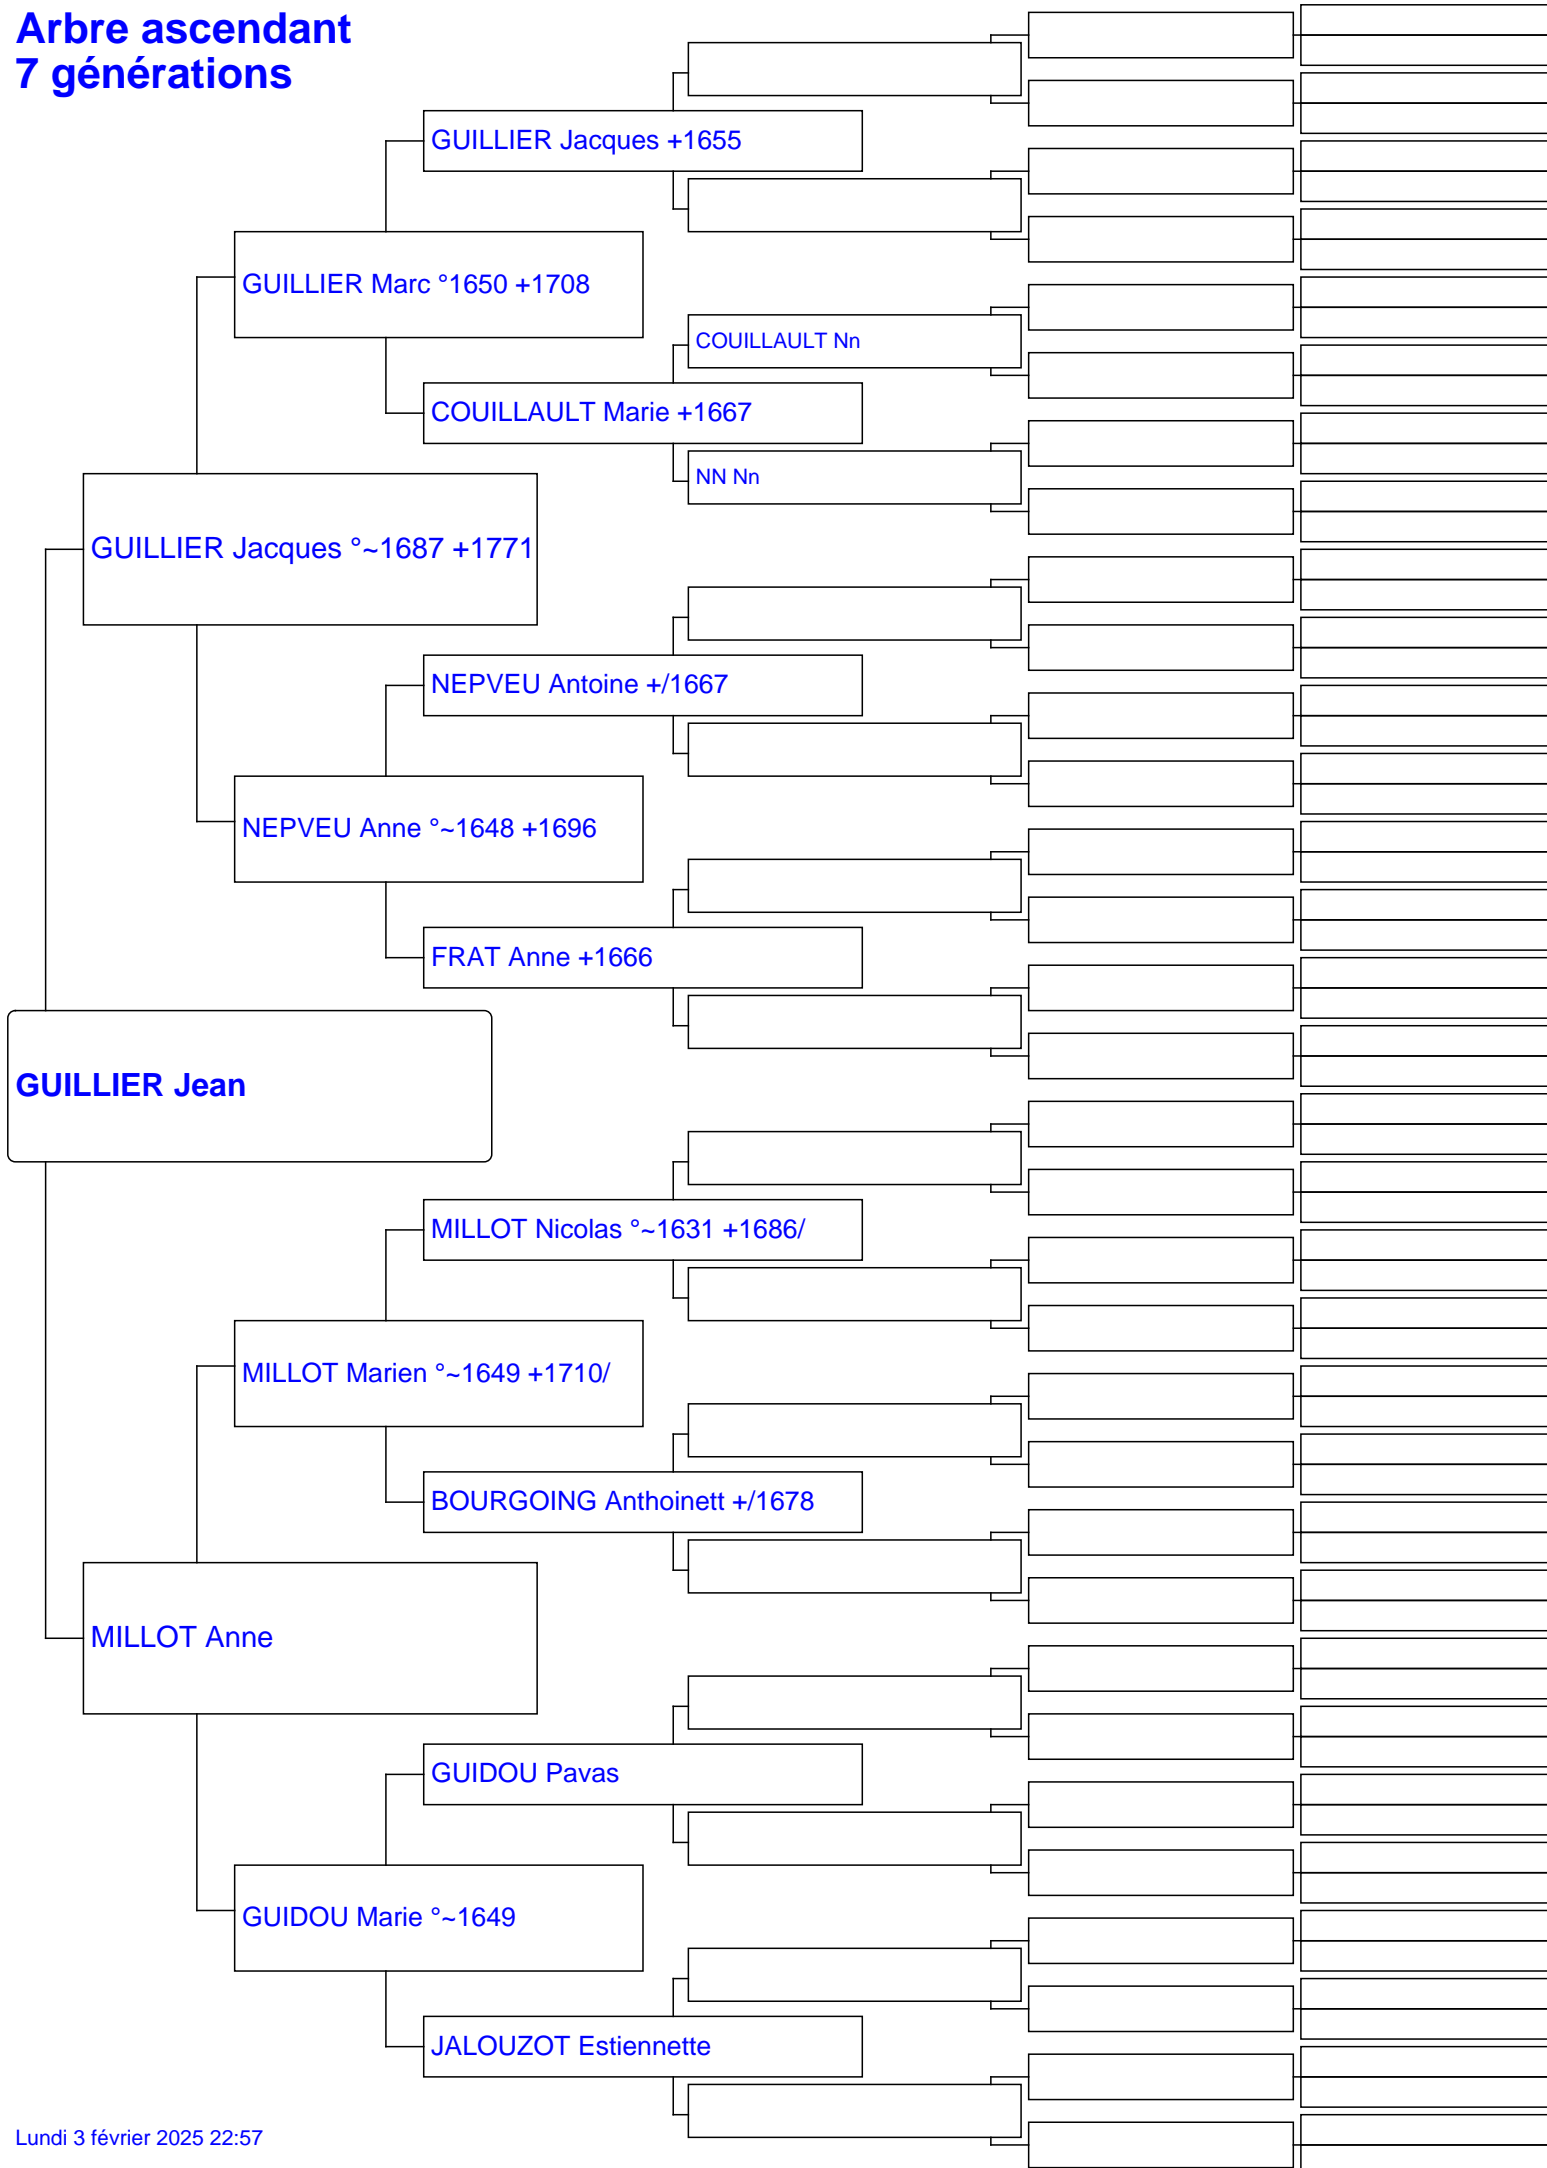 Arbre ascendant
7 générations
GUILLIER Jacques +1655
GUILLIER Marc °1650 +1708
COUILLAULT Nn
COUILLAULT Marie +1667
NN Nn
GUILLIER Jacques °~1687 +1771
NEPVEU Antoine +/1667
NEPVEU Anne °~1648 +1696
FRAT Anne +1666
GUILLIER Jean
MILLOT Nicolas °~1631 +1686/
MILLOT Marien °~1649 +1710/
BOURGOING Anthoinett +/1678
MILLOT Anne
GUIDOU Pavas
GUIDOU Marie °~1649
JALOUZOT Estiennette
Lundi 3 février 2025 22:57